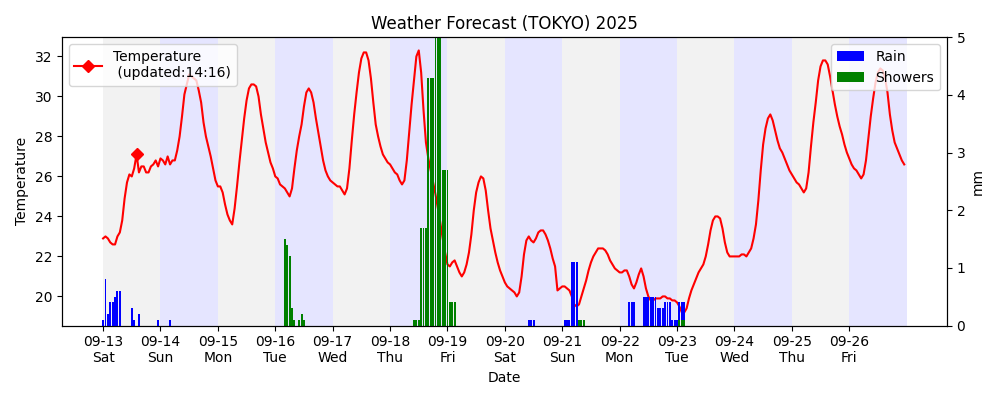 Weather Forecast (TOKYO) 2025
Temperature
(updated:14:16)
Rain
Showers
Temperature
32
30
28
26
24
22
20
5
4
3
2
1
0
mm
09-13 09-14 09-15 09-16 09-17 09-18 09-19 09-20 09-21 09-22 09-23 09-24 09-25 09-26
Sat Sun Mon Tue Wed Thu Fri Sat Sun Mon Tue Wed Thu Fri
Date